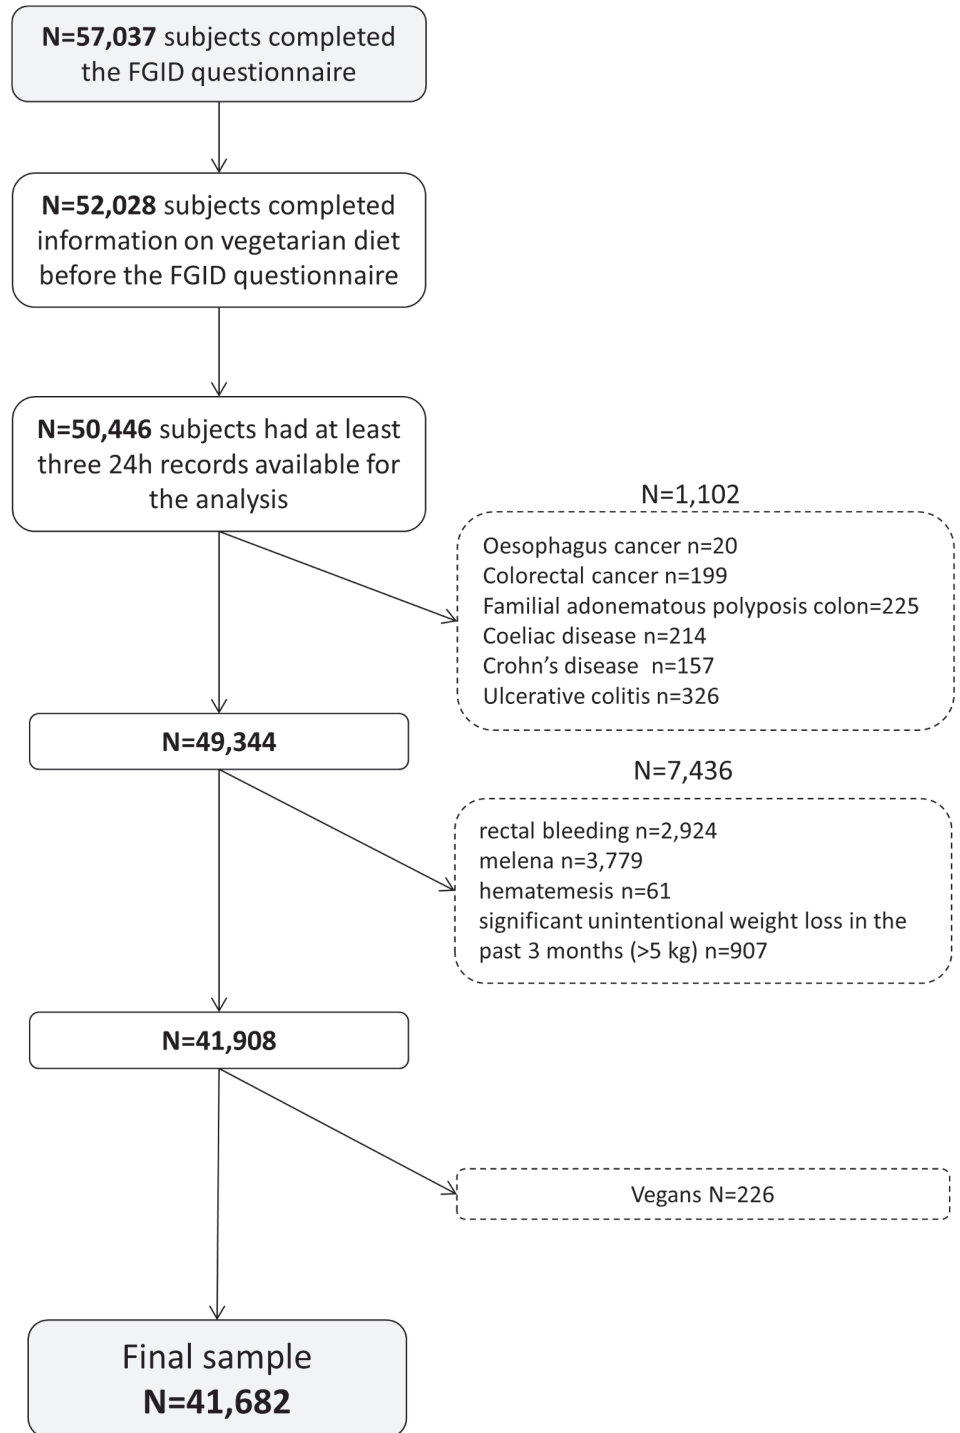 N=57,037 subjects completed
the FGID questionnaire
N=52,028 subjects completed
information on vegetarian diet
before the FGID questionnaire
N=50,446 subjects had at least
three 24h records available for
the analysis
N=1,102
Oesophagus cancer n=20
Colorectal cancer n=199
Familial adonematous polyposis colon=225
Coeliac disease n=214
Crohn’s disease  n=157
Ulcerative colitis n=326
N=49,344
N=7,436
rectal bleeding n=2,924
melena n=3,779
hematemesis n=61
significant unintentional weight loss in the
past 3 months (>5 kg) n=907
N=41,908
Vegans N=226
Final sample
N=41,682